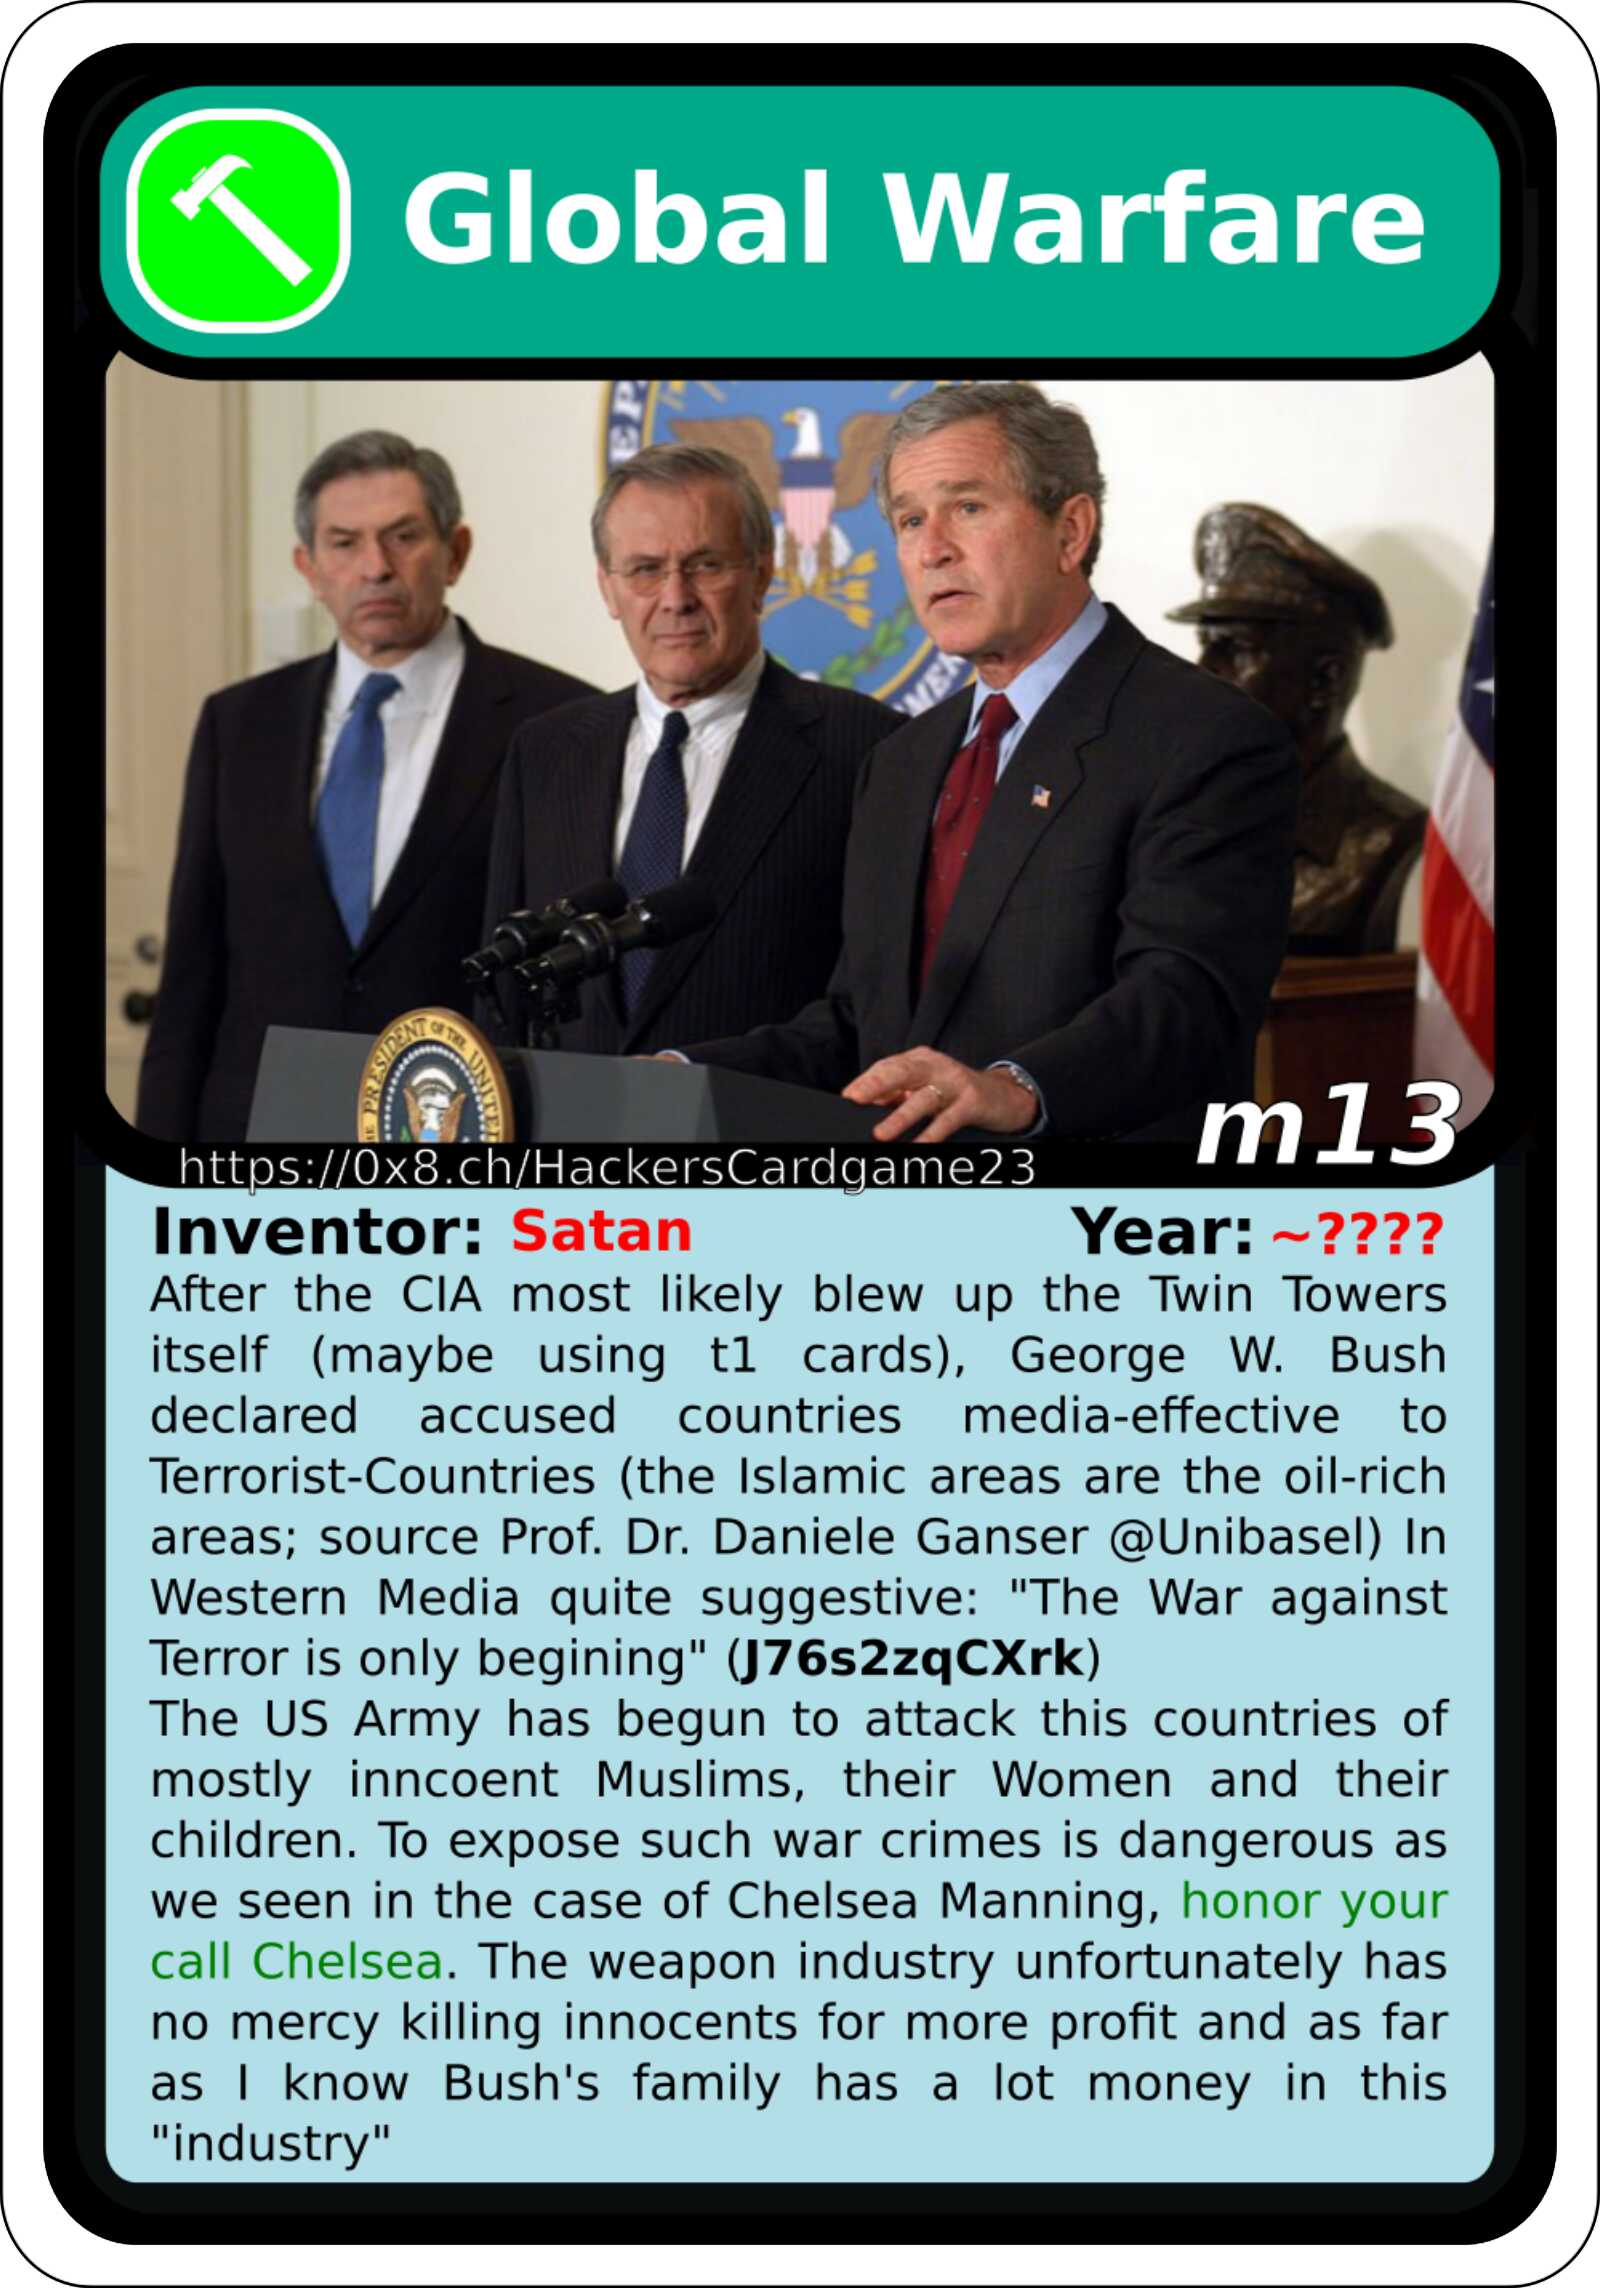 Global Warfare
EPA
WER
PRESIDENT OF THE UNITED
m13
https://0x8.ch/HackersCardgame23
Inventor: Satan Year: ~????
After the CIA most likely blew up the Twin Towers
itself (maybe using t1 cards), George W. Bush
declared accused countries media-effective to
Terrorist-Countries (the Islamic areas are the oil-rich
areas; source Prof. Dr. Daniele Ganser @Unibasel) In
Western Media quite suggestive: "The War against
Terror is only begining" (J76s2zqCXrk)
The US Army has begun to attack this countries of
mostly inncoent Muslims, their Women and their
children. To expose such war crimes is dangerous as
we seen in the case of Chelsea Manning, honor your
call Chelsea. The weapon industry unfortunately has
no mercy killing innocents for more profit and as far
as I know Bush's family has a lot money in this
"industry"